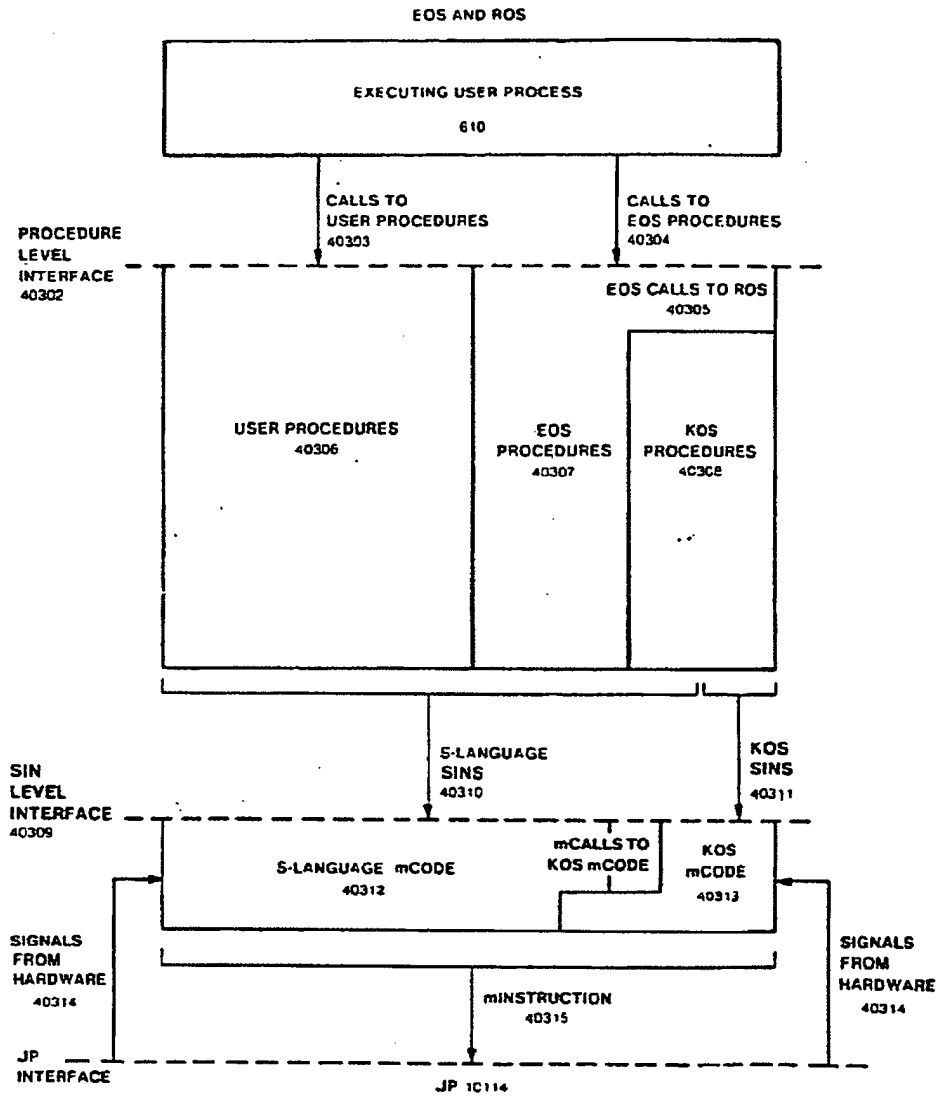 EOS AND ROS
EXECUTING USER PROCESS
610
CALLS TO
USER PROCEDURES
40303
CALLS TO
EOS PROCEDURES
40304
PROCEDURE
LEVEL
INTERFACE
40302
EOS CALLS TO ROS
40305
USER PROCEDURES
40306
EOS
PROCEDURES
40307
KOS
PROCEDURES
40308
S-LANGUAGE
SINS
40310
KOS
SINS
40311
SIN
LEVEL
INTERFACE
40309
S-LANGUAGE mCODE
40312
mCALLS TO
KOS mCODE
KOS
mCODE
40313
SIGNALS
FROM
HARDWARE
40314
mINSTRUCTION
40315
SIGNALS
FROM
HARDWARE
40314
JP
INTERFACE
JP 10114